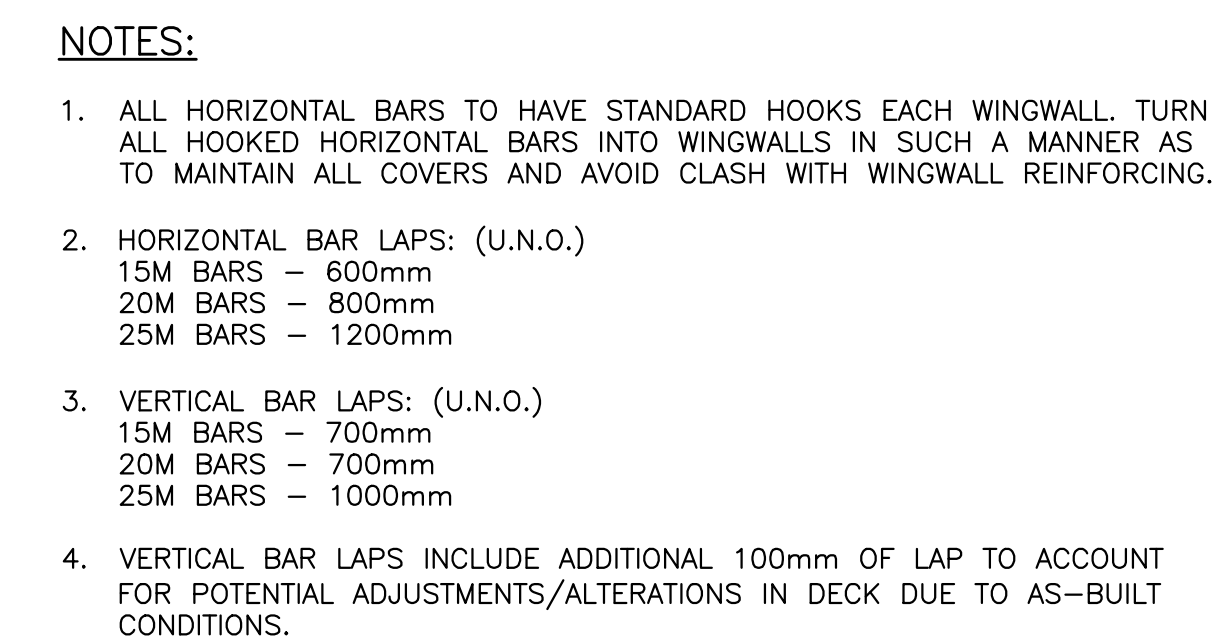 NOTES:
1. ALL HORIZONTAL BARS TO HAVE STANDARD HOOKS EACH WINGWALL. TURN
ALL HOOKED HORIZONTAL BARS INTO WINGWALLS IN SUCH A MANNER AS
TO MAINTAIN ALL COVERS AND AVOID CLASH WITH WINGWALL REINFORCING.
2. HORIZONTAL BAR LAPS: (U.N.O.)
15M BARS – 600mm
20M BARS – 800mm
25M BARS – 1200mm
3. VERTICAL BAR LAPS: (U.N.O.)
15M BARS – 700mm
20M BARS – 700mm
25M BARS – 1000mm
4. VERTICAL BAR LAPS INCLUDE ADDITIONAL 100mm OF LAP TO ACCOUNT
FOR POTENTIAL ADJUSTMENTS/ALTERATIONS IN DECK DUE TO AS–BUILT
CONDITIONS.